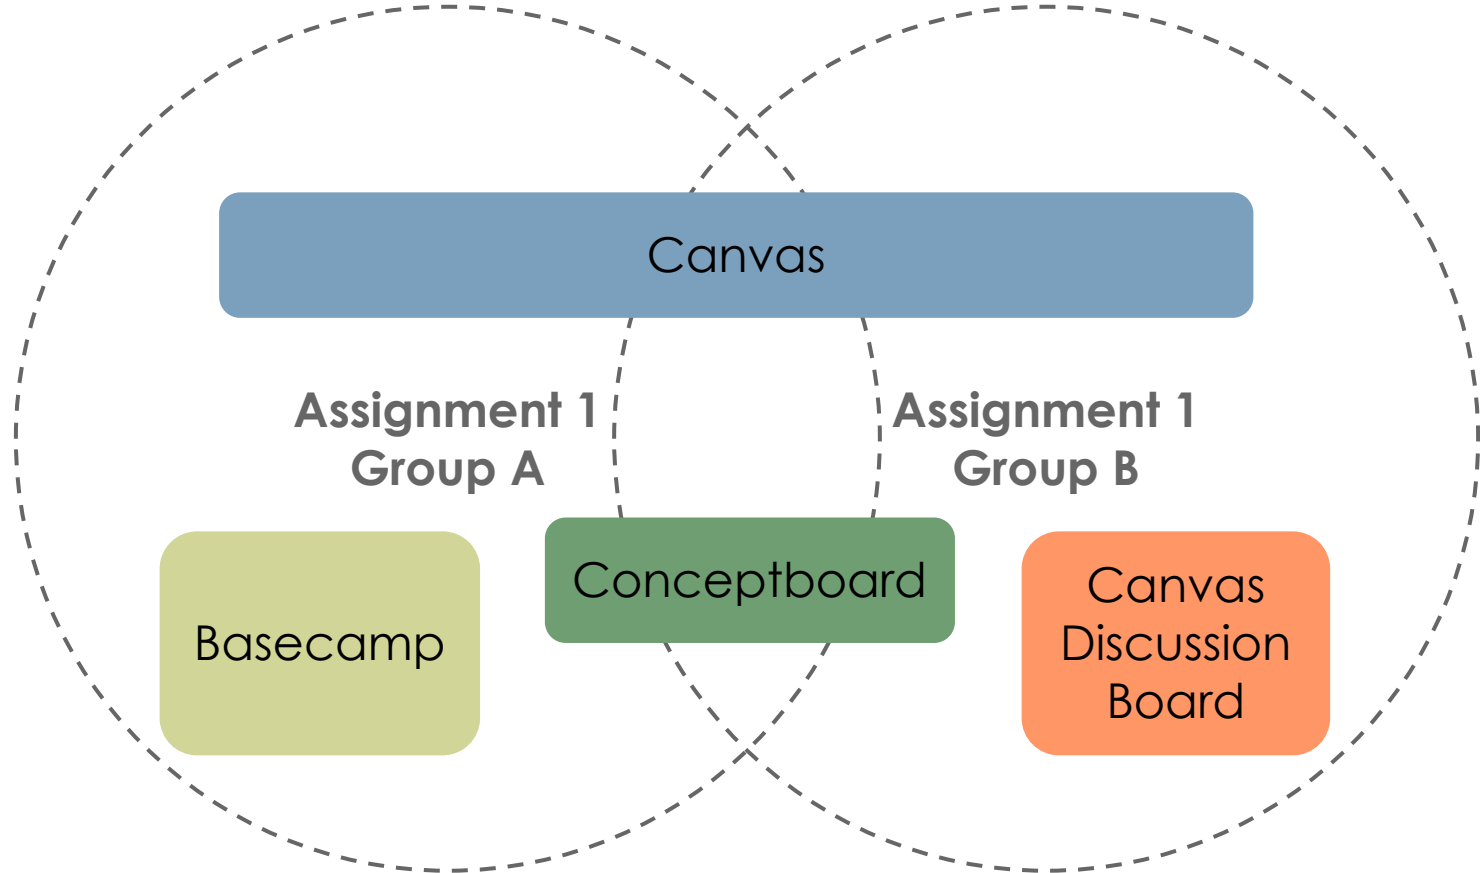 Canvas
Assignment 1
Group A
Assignment 1
Group B
Basecamp
Conceptboard
Canvas
Discussion
Board